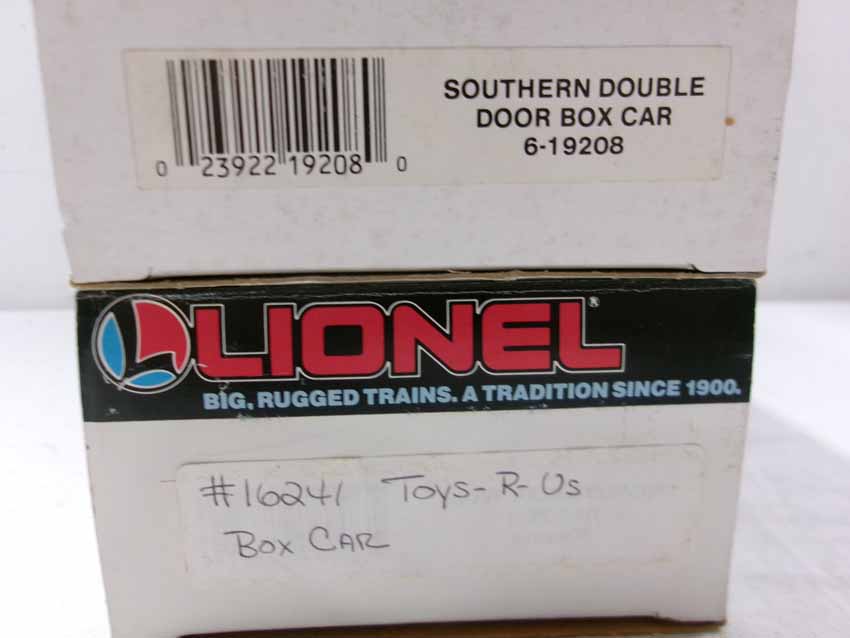 SOUTHERN DOUBLE
DOOR BOX CAR
6-19208
0 23922 19208 0
LIONEL®
BIG, RUGGED TRAINS. A TRADITION SINCE 1900.
#16241 Toys-R-Us
Box Car